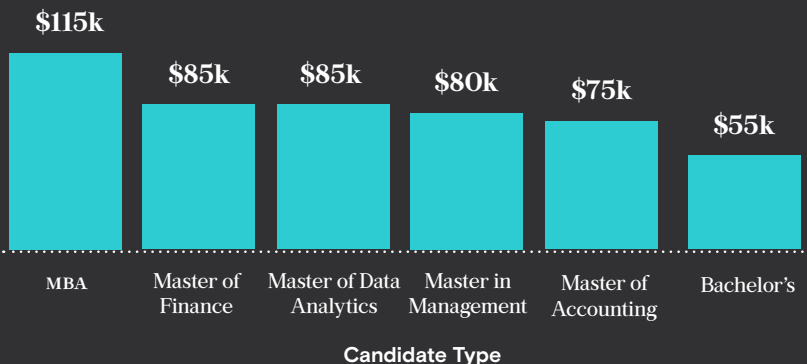 $115k
$85k
$85k
$80k
$75k
$55k
MBA
Master of
Finance
Master of Data
Analytics
Master in
Management
Master of
Accounting
Bachelor's
Candidate Type